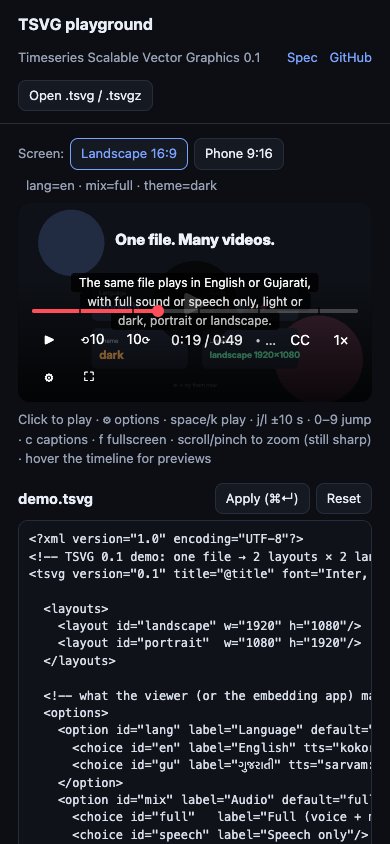 TSVG playground
Timeseries Scalable Vector Graphics 0.1 Spec GitHub
Open .tsvg / .tsvgz
Screen: Landscape 16:9 Phone 9:16
lang=en · mix=full · theme=dark
One file. Many videos.
The same file plays in English or Gujarati,
with full sound or speech only, light or
dark, portrait or landscape.
▶ ⟲10 10⟳ 0:19 / 0:49 • … CC 1×
dark landscape 1920×1080
⚙ ⛶
Click to play · ⚙ options · space/k play · j/l ±10 s · 0–9 jump
· c captions · f fullscreen · scroll/pinch to zoom (still sharp)
· hover the timeline for previews
demo.tsvg Apply (⌘↵) Reset
<?xml version="1.0" encoding="UTF-8"?>
<!-- TSVG 0.1 demo: one file → 2 layouts × 2 lan
<tsvg version="0.1" title="@title" font="Inter,
<layouts>
<layout id="landscape" w="1920" h="1080"/>
<layout id="portrait" w="1080" h="1920"/>
</layouts>
<!-- what the viewer (or the embedding app) ma
<options>
<option id="lang" label="Language" default="
<choice id="en" label="English" tts="koko
<choice id="gu" label="ગુજરાતી" tts="sarvam
</option>
<option id="mix" label="Audio" default="full
<choice id="full" label="Full (voice + m
<choice id="speech" label="Speech only"/>